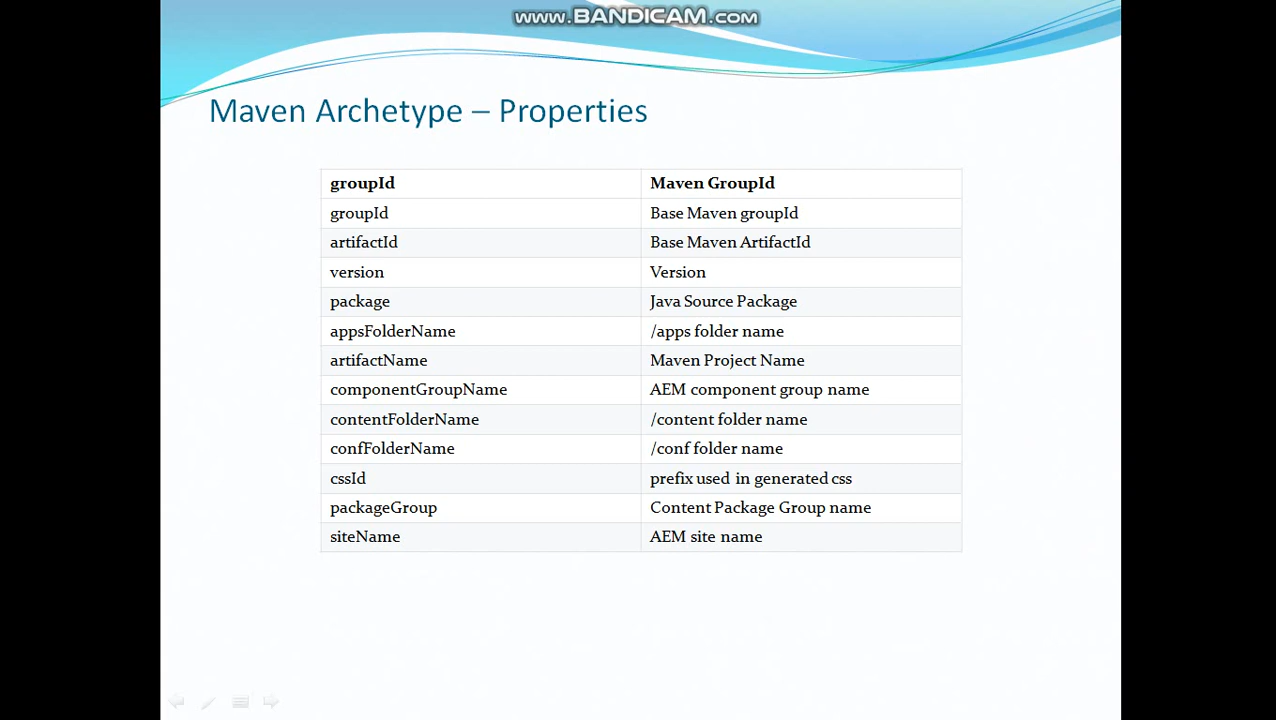 www.BANDICAM.com
Maven Archetype – Properties
groupId Maven GroupId
groupId Base Maven groupId
artifactId Base Maven ArtifactId
version Version
package Java Source Package
appsFolderName /apps folder name
artifactName Maven Project Name
componentGroupName AEM component group name
contentFolderName /content folder name
confFolderName /conf folder name
cssId prefix used in generated css
packageGroup Content Package Group name
siteName AEM site name